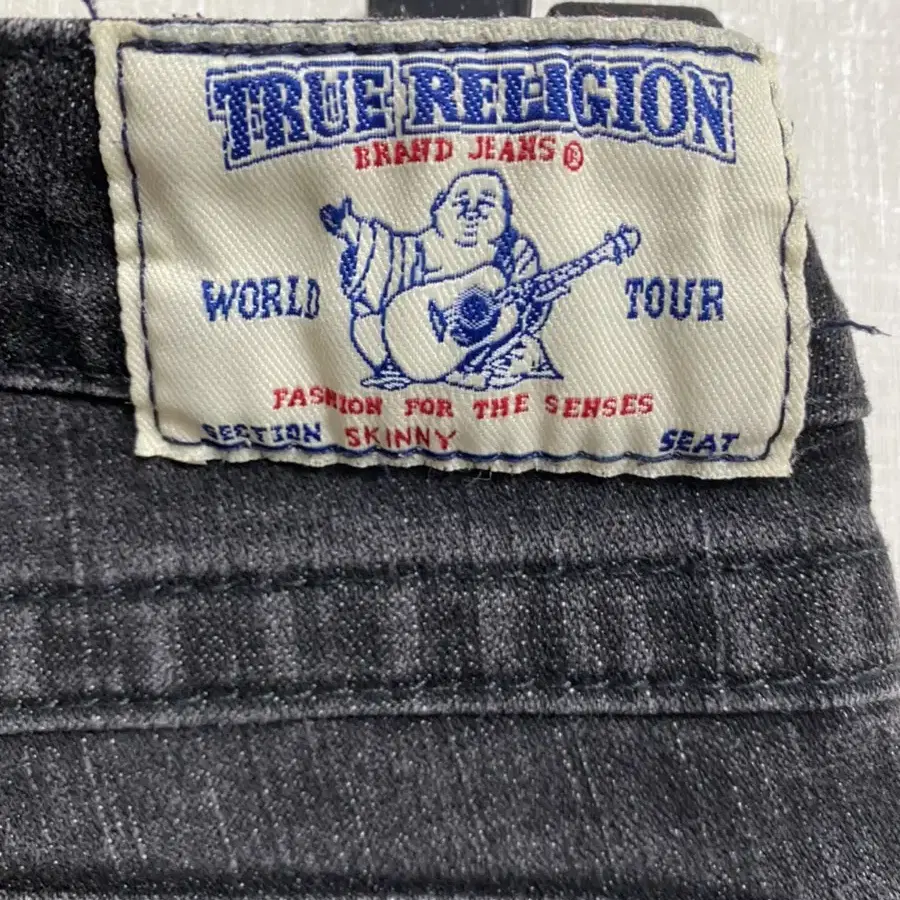 TRUE RELIGION
BRAND JEANS®
WORLD TOUR
FASHION FOR THE SENSES
SECTION SKINNY SEAT